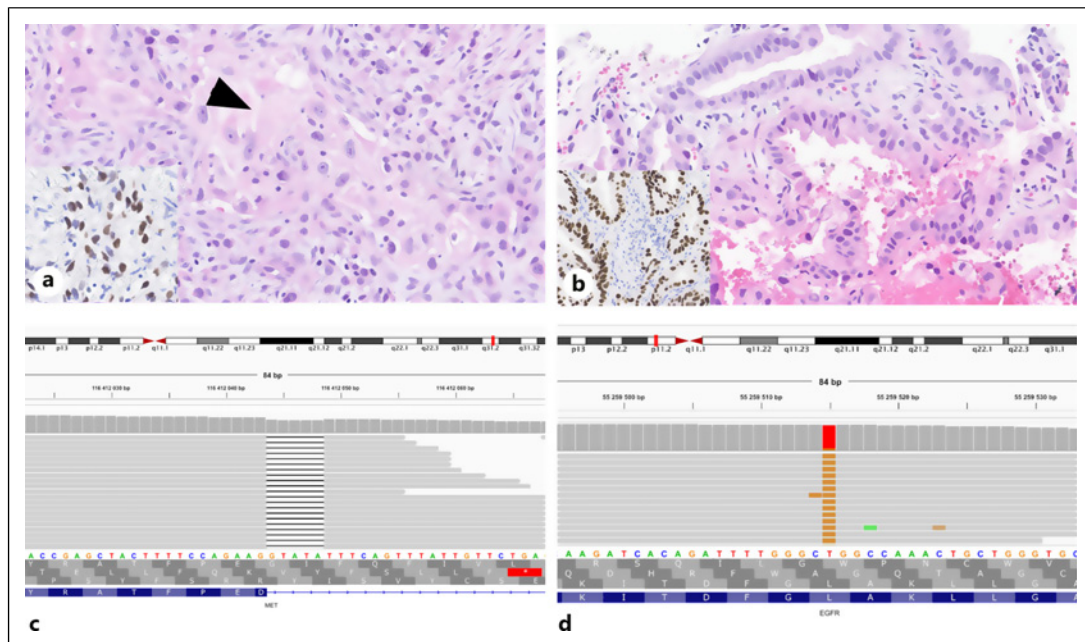 a
b
p14.1 p13 p12.2 p11.2 q11.1 q11.22 q11.23 q21.11 q21.12 q21.2 q22.1 q22.3 q31.1 q31.2 q31.32
84 bp
116 412 030 bp 116 412 040 bp 116 412 050 bp 116 412 060 bp
A C C G A G C T A C T T T T C C A G A A G G T A T A T T T C A G T T T A T T G T T C T G A
Y R A T F P E D
MET
c
p13 p12.2 p11.2 q11.1 q11.22 q11.23 q21.11 q21.12 q21.2 q22.1 q22.3 q31.1
84 bp
55 259 500 bp 55 259 510 bp 55 259 520 bp 55 259 530 bp
A A G A T C A C A G A T T T T G G G C T G G C C A A A C T G C T G G G T G C
K I T D F G L A K L L G A
EGFR
d